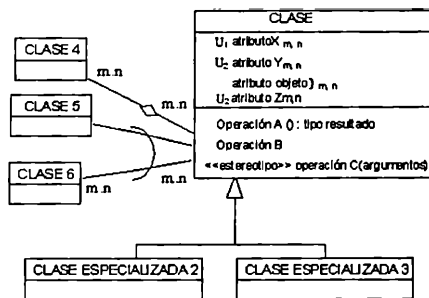 CLASE
U₁ atributoX m,n
U₂ atributo Y m,n
atributo objeto} m,n
U₂ atributo Zm,n
Operación A () : tipo resultado
Operación B
«estereotipo» operación C(argumentos)
CLASE 4
m.n
m.n
CLASE 5
CLASE 6
m.n
m.n
CLASE ESPECIALIZADA 2
CLASE ESPECIALIZADA 3